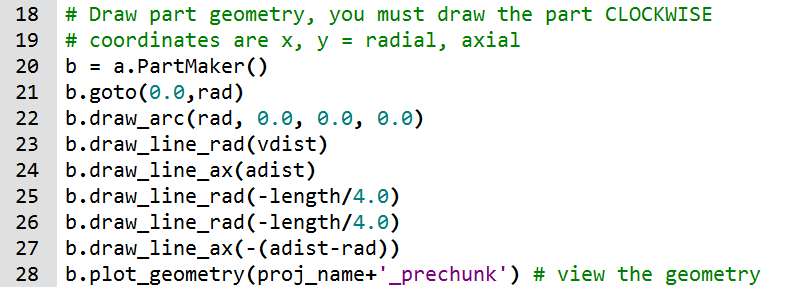 18 # Draw part geometry, you must draw the part CLOCKWISE
19 # coordinates are x, y = radial, axial
20 b = a.PartMaker()
21 b.goto(0.0,rad)
22 b.draw_arc(rad, 0.0, 0.0, 0.0)
23 b.draw_line_rad(vdist)
24 b.draw_line_ax(adist)
25 b.draw_line_rad(-length/4.0)
26 b.draw_line_rad(-length/4.0)
27 b.draw_line_ax(-(adist-rad))
28 b.plot_geometry(proj_name+'_prechunk') # view the geometry